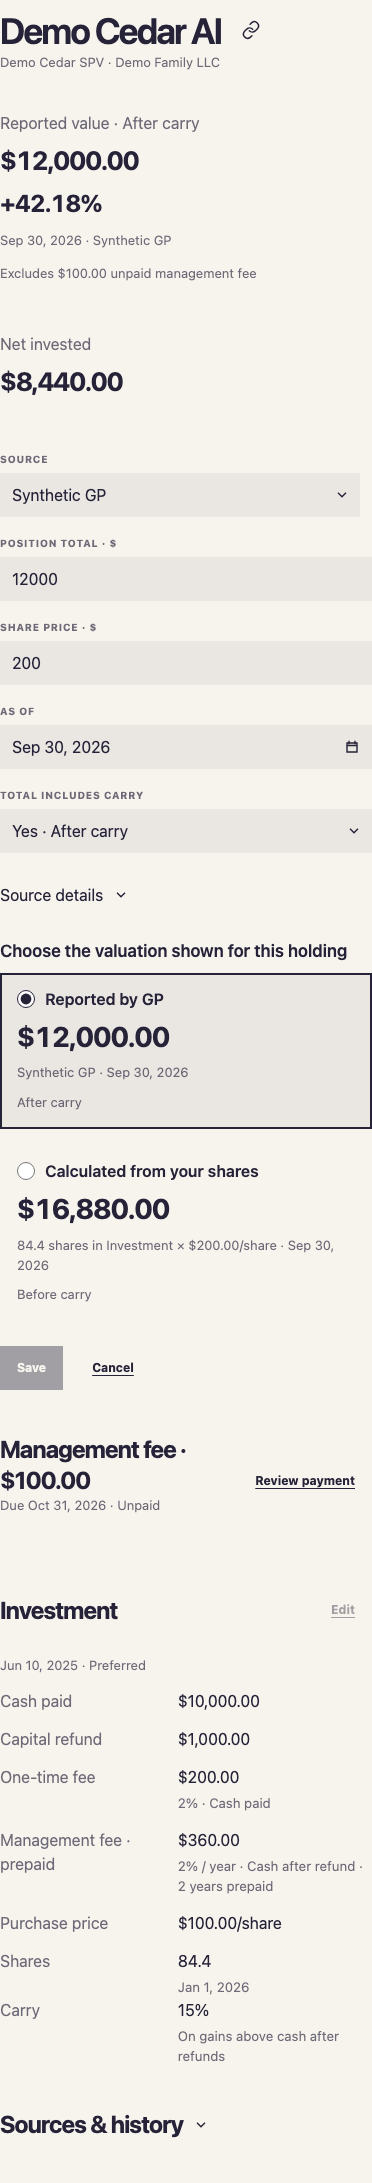 Demo Cedar AI
Demo Cedar SPV · Demo Family LLC
Reported value · After carry
$12,000.00
+42.18%
Sep 30, 2026 · Synthetic GP
Excludes $100.00 unpaid management fee
Net invested
$8,440.00
SOURCE
Synthetic GP
POSITION TOTAL · $
12000
SHARE PRICE · $
200
AS OF
Sep 30, 2026
TOTAL INCLUDES CARRY
Yes · After carry
Source details
Choose the valuation shown for this holding
Reported by GP
$12,000.00
Synthetic GP · Sep 30, 2026
After carry
Calculated from your shares
$16,880.00
84.4 shares in Investment × $200.00/share · Sep 30,
2026
Before carry
Save Cancel
Management fee ·
$100.00
Review payment
Due Oct 31, 2026 · Unpaid
Investment
Edit
Jun 10, 2025 · Preferred
Cash paid $10,000.00
Capital refund $1,000.00
One-time fee $200.00
2% · Cash paid
Management fee · $360.00
prepaid 2% / year · Cash after refund ·
2 years prepaid
Purchase price $100.00/share
Shares 84.4
Jan 1, 2026
Carry 15%
On gains above cash after
refunds
Sources & history